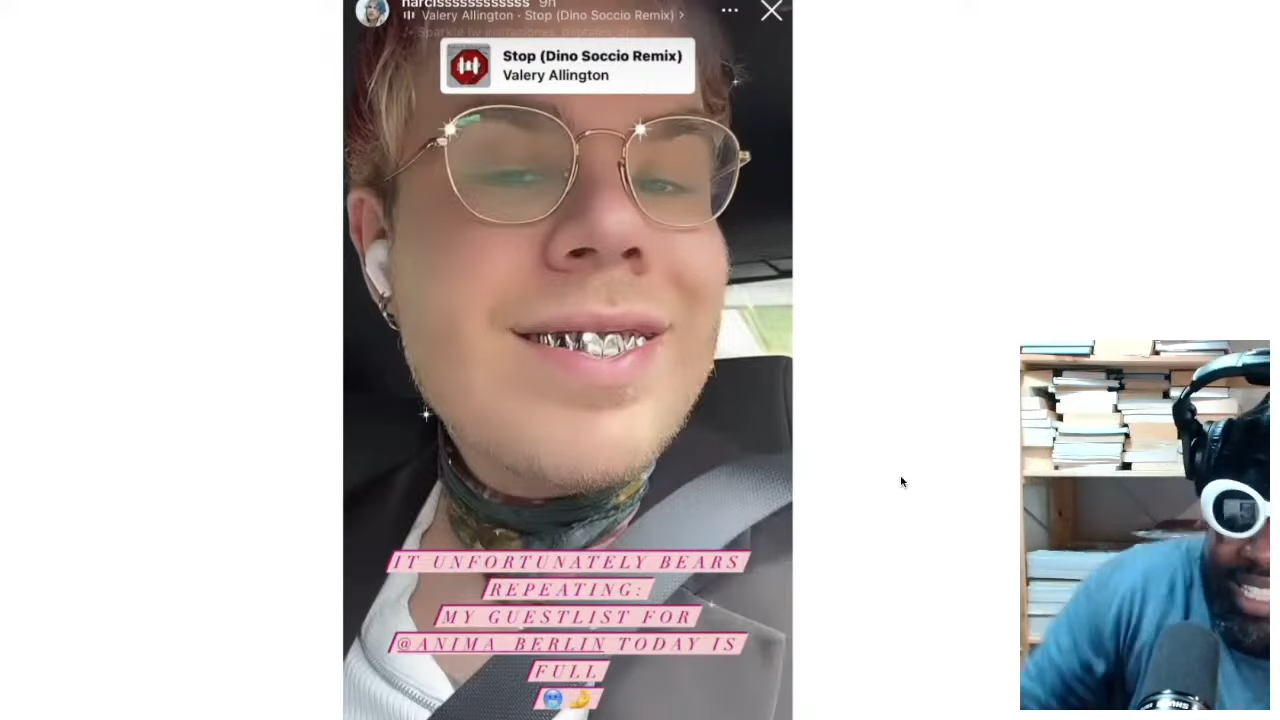 narcisssssssssss 9h
Valery Allington · Stop (Dino Soccio Remix) >
Stop (Dino Soccio Remix)
Valery Allington
IT UNFORTUNATELY BEARS
REPEATING:
MY GUESTLIST FOR
@ANIMA_BERLIN TODAY IS
FULL